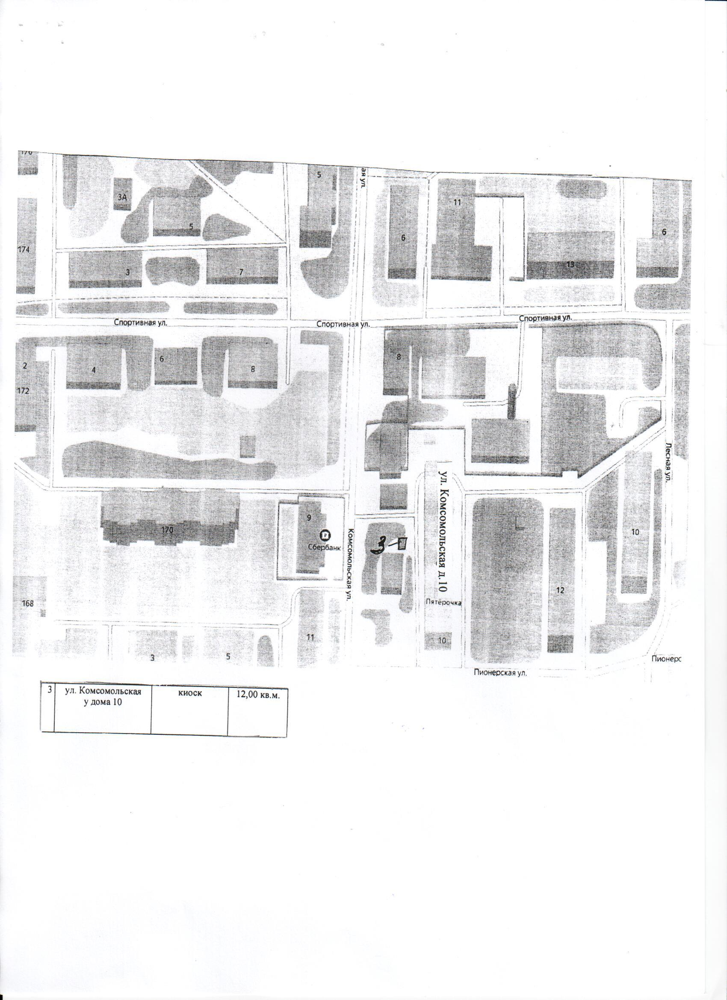 170
5
ая ул.
3А
11
5
6
6
174
13
3
7
Спортивная ул.
Спортивная ул.
Спортивная ул.
2
4
6
8
8
172
Лесная ул.
ул. Комсомольская д.10
9
170
10
Сбербанк
Комсомольская ул.
3
168
Пятёрочка
12
11
10
3
5
Пионерс
Пионерская ул.
3
ул. Комсомольская
у дома 10
киоск
12,00 кв.м.